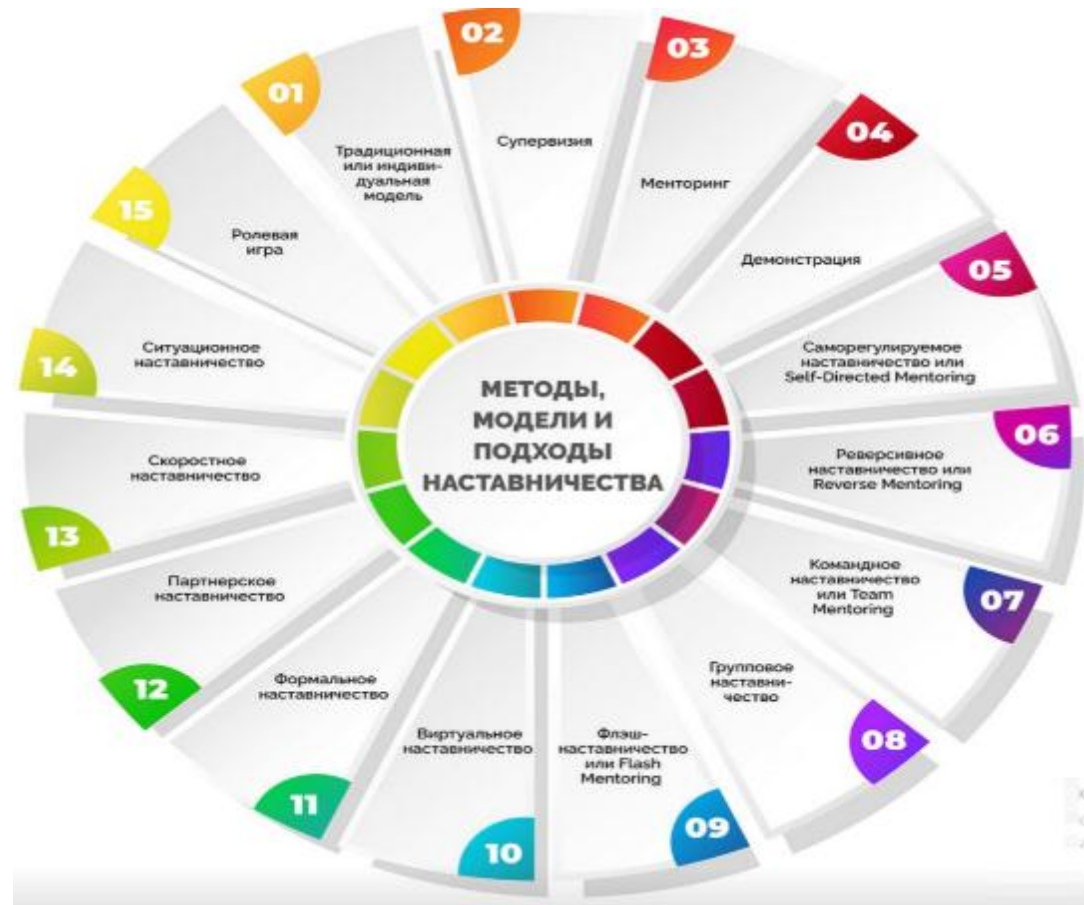 МЕТОДЫ,
МОДЕЛИ И
ПОДХОДЫ
НАСТАВНИЧЕСТВА
01
Традиционная
или индиви-
дуальная
модель
02
Супервизия
03
Менторинг
04
Демонстрация
05
Саморегулируемое
наставничество или
Self-Directed Mentoring
06
Реверсивное
наставничество или
Reverse Mentoring
07
Командное
наставничество
или Team
Mentoring
08
Групповое
наставни-
чество
09
Флэш-
наставничество
или Flash
Mentoring
10
Виртуальное
наставничество
11
Формальное
наставничество
12
Партнерское
наставничество
13
Скоростное
наставничество
14
Ситуационное
наставничество
15
Ролевая
игра